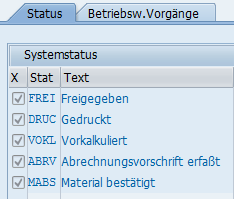 Status Betriebsw.Vorgänge
Systemstatus
X Stat Text
FREI Freigegeben
DRUC Gedruckt
VOKL Vorkalkuliert
ABRV Abrechnungsvorschrift erfaßt
MABS Material bestätigt